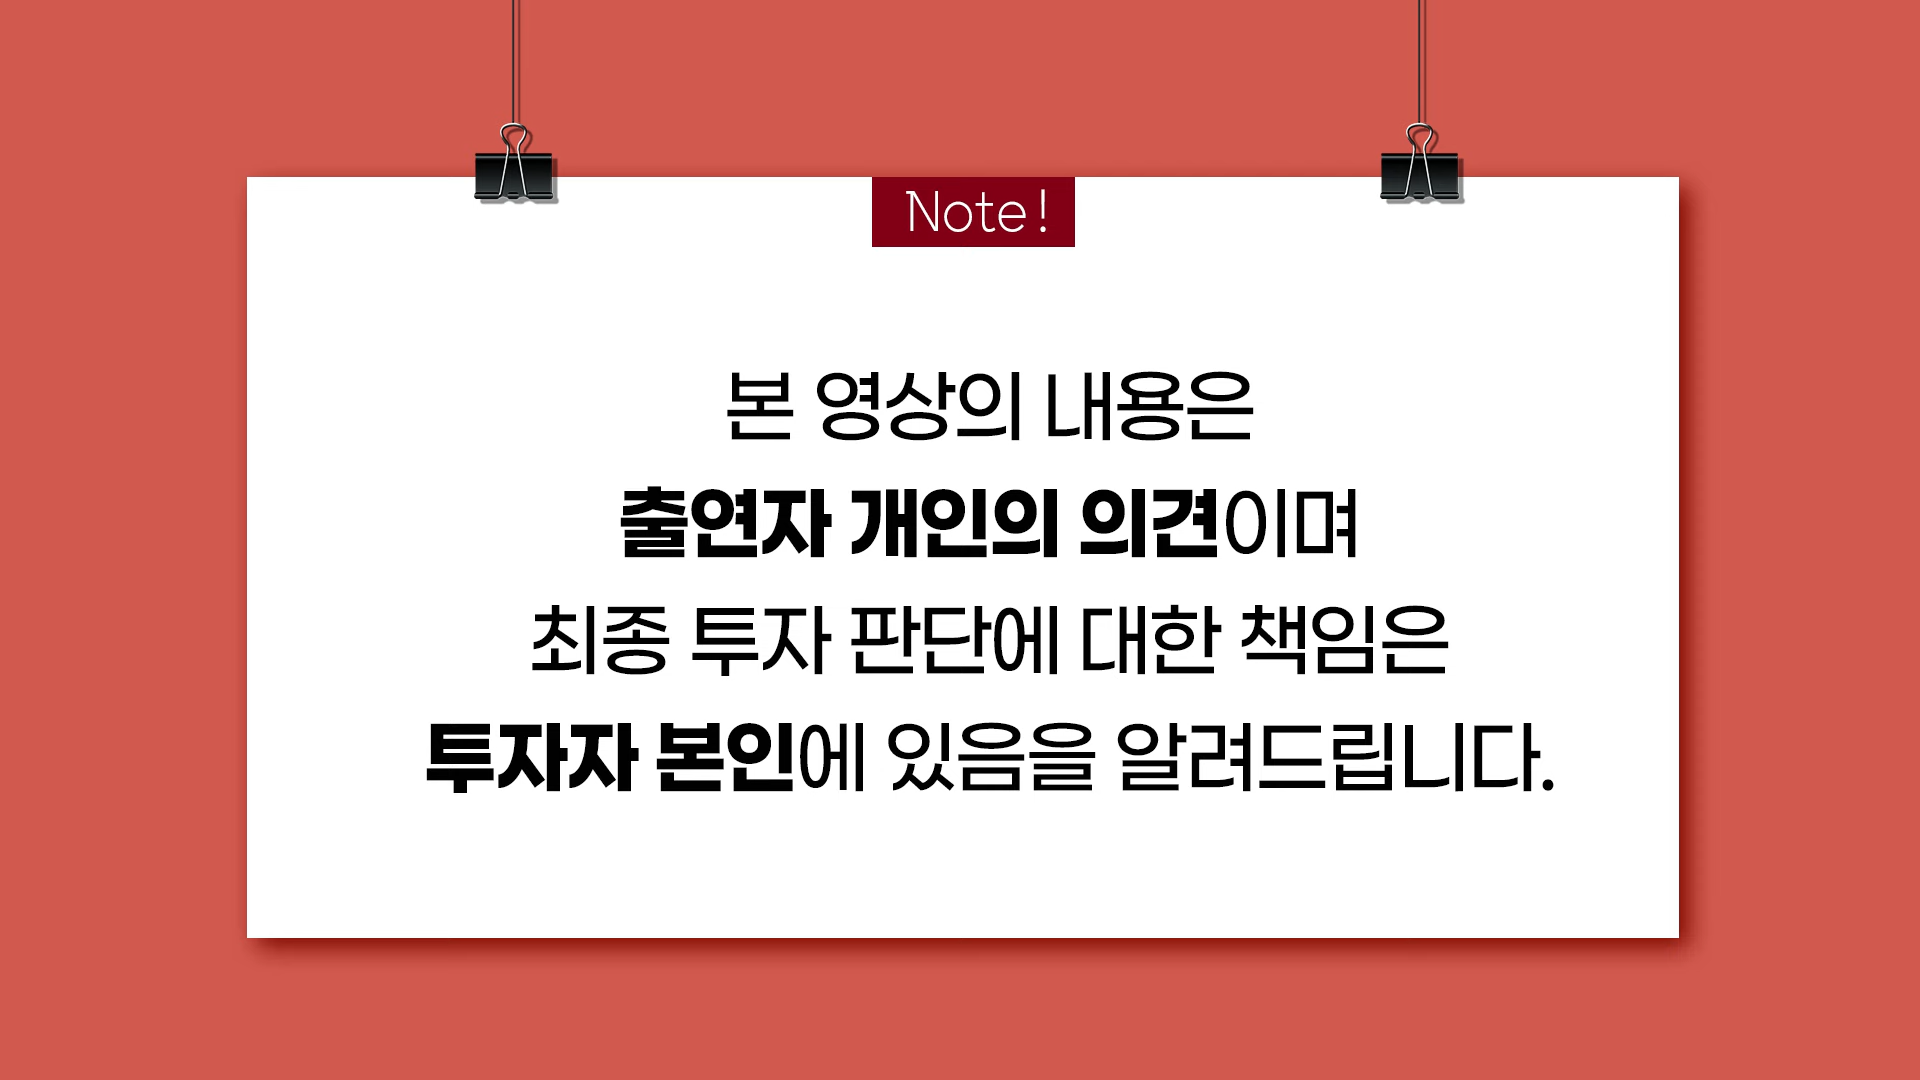 Note!
본 영상의 내용은
출연자 개인의 의견이며
최종 투자 판단에 대한 책임은
투자자 본인에 있음을 알려드립니다.